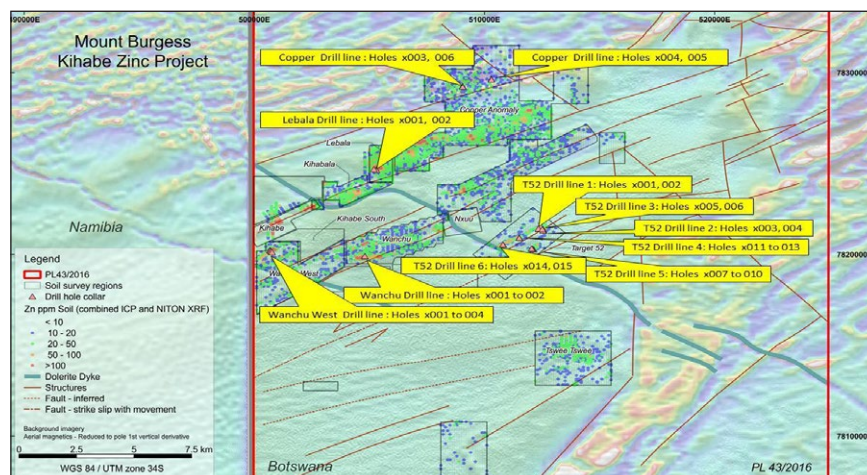 490000E
500000E
510000E
520000E
Mount Burgess
Kihabe Zinc Project
Copper Drill line : Holes x003, 006
Copper Drill line : Holes x004, 005
7830000N
Copper Anomaly
Lebala Drill line : Holes x001, 002
Lebala
Kihabala
T52 Drill line 1: Holes x001, 002
T52 Drill line 3: Holes x005, 006
Kihabe
Kihabe South
Nxuu
T52 Drill line 2: Holes x003, 004
Namibia
Wanchu
Target 52
T52 Drill line 4: Holes x011 to 013
7820000N
T52 Drill line 6: Holes x014, 015
T52 Drill line 5: Holes x007 to 010
West
Wanchu Drill line : Holes x001 to 002
Wanchu West Drill line : Holes x001 to 004
Legend
PL43/2016
Soil survey regions
Drill hole collar
Zn ppm Soil (combined ICP and NITON XRF)
< 10
10 - 20
20 - 50
50 - 100
>100
Dolerite Dyke
Structures
Fault - inferred
Fault - strike slip with movement
Background imagery
Aerial magnetics - Reduced to pole 1st vertical derivative
0 2.5 5 7.5 km
WGS 84 / UTM zone 34S
Tswee Tswee
7810000N
Botswana
PL 43/2016